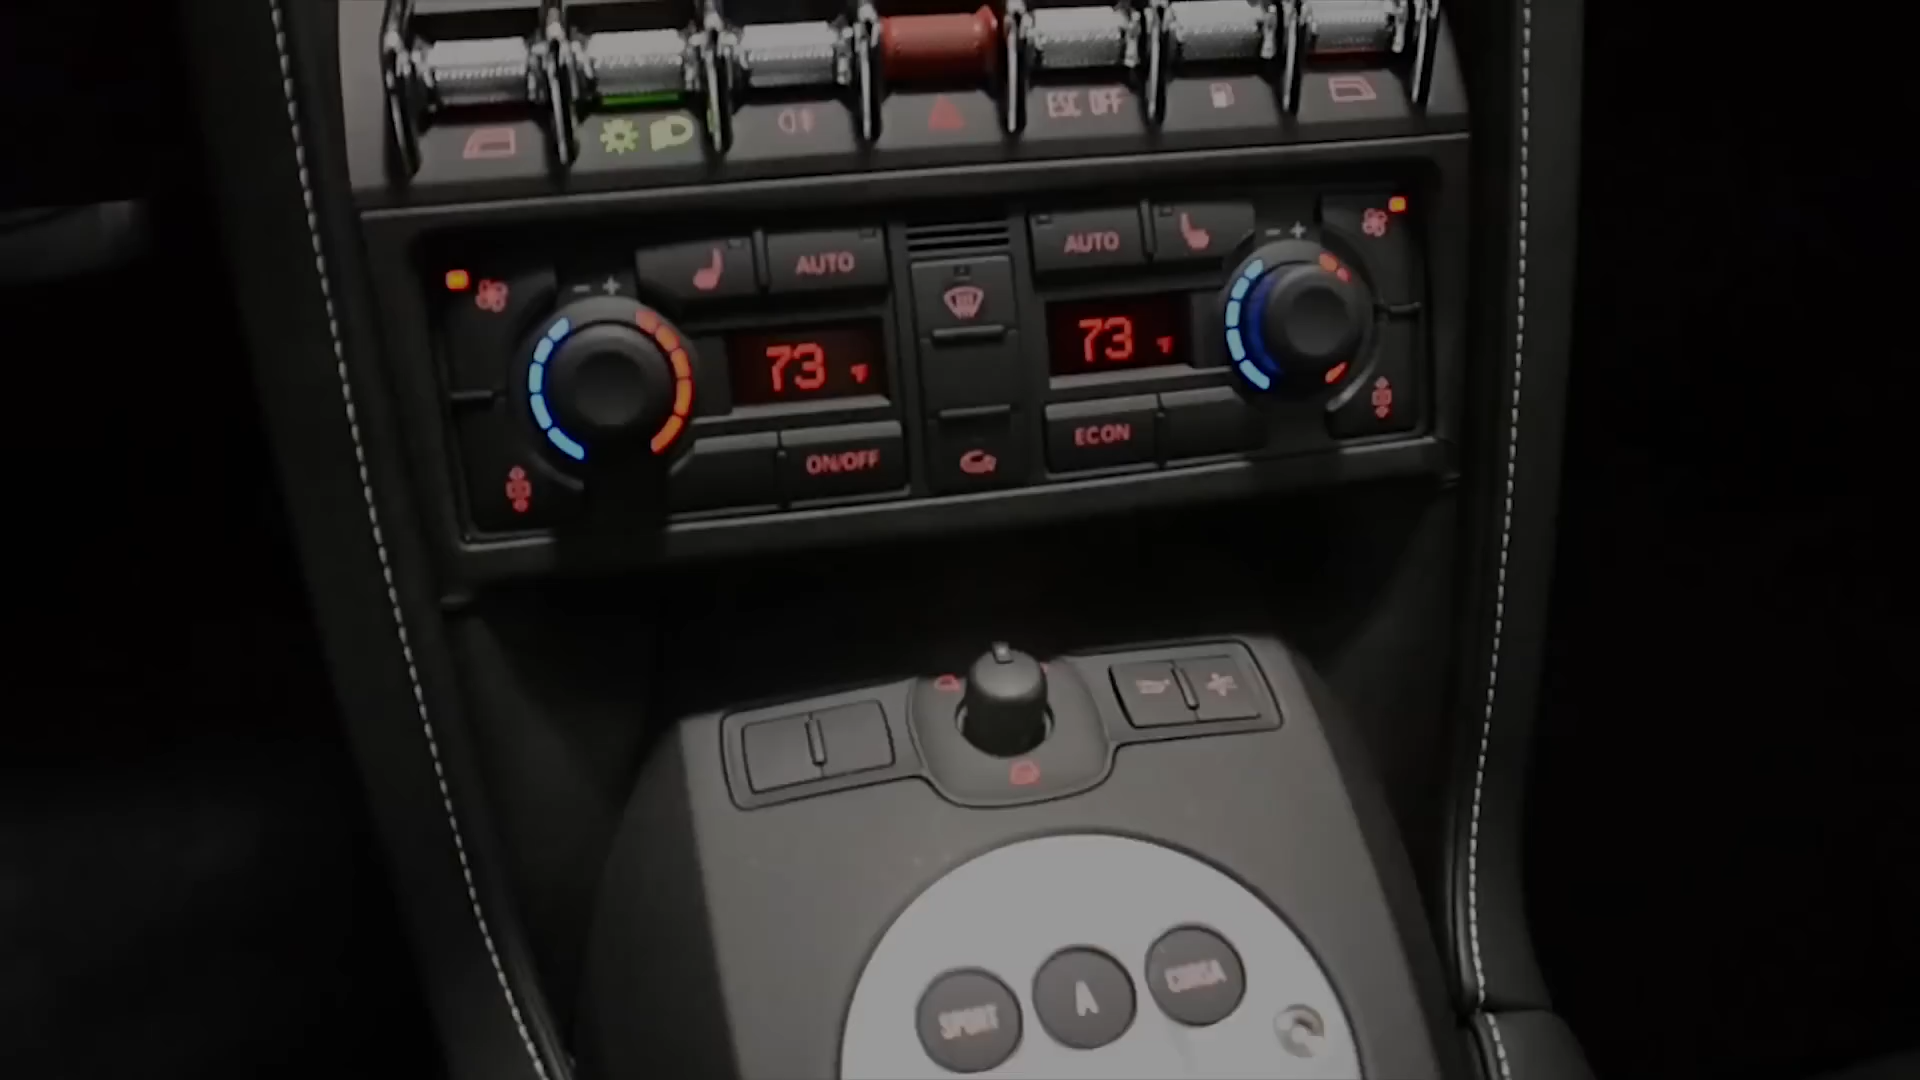 ESC OFF
AUTO
AUTO
73 °F
73 °F
ON/OFF
ECON
SPORT
A
CORSA